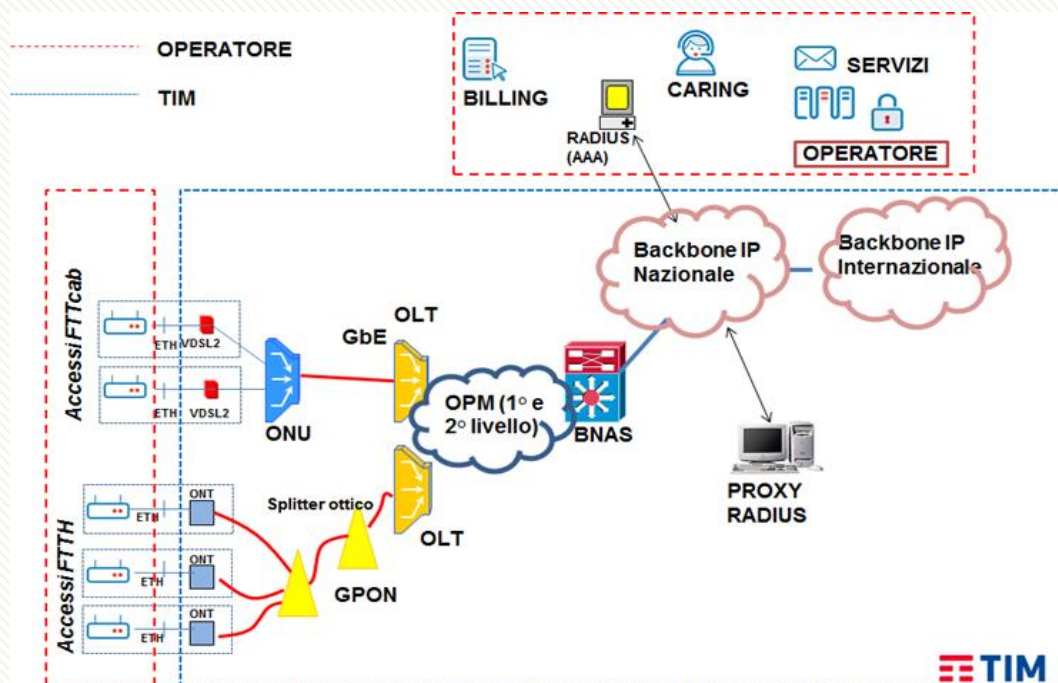 OPERATORE
TIM
BILLING
CARING
RADIUS
(AAA)
SERVIZI
OPERATORE
Backbone IP
Nazionale
Backbone IP
Internazionale
Accessi FTTcab
ETH
VDSL2
ETH
VDSL2
ONU
GbE
OLT
OPM (1° e
2° livello)
BNAS
PROXY
RADIUS
Accessi FTTH
ONT
ETH
ONT
ETH
ONT
ETH
Splitter ottico
GPON
OLT
TIM